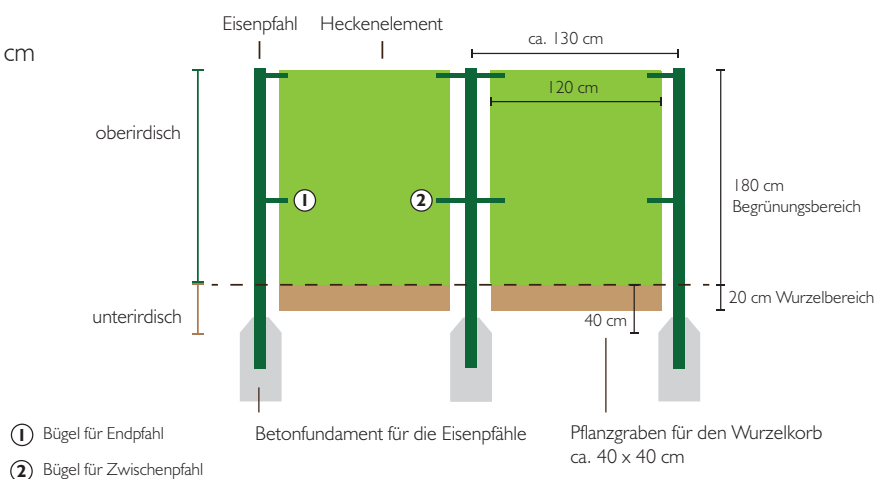 Eisenpfahl
Heckenelement
cm
ca. 130 cm
120 cm
oberirdisch
1
2
180 cm
Begrünungsbereich
20 cm Wurzelbereich
unterirdisch
40 cm
1 Bügel für Endpfahl
Betonfundament für die Eisenpfähle
Pflanzgraben für den Wurzelkorb
ca. 40 x 40 cm
2 Bügel für Zwischenpfahl